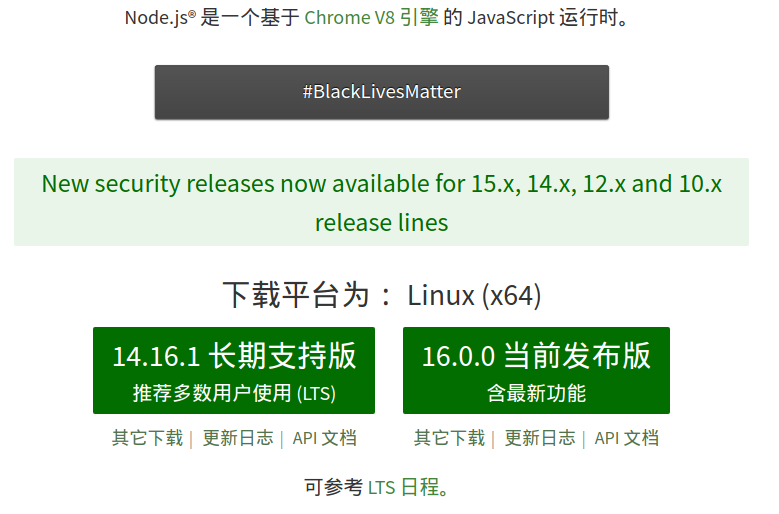 Node.js® 是一个基于 Chrome V8 引擎 的 JavaScript 运行时。
#BlackLivesMatter
New security releases now available for 15.x, 14.x, 12.x and 10.x
release lines
下载平台为： Linux (x64)
14.16.1 长期支持版 16.0.0 当前发布版
推荐多数用户使用 (LTS) 含最新功能
其它下载 | 更新日志 | API 文档 其它下载 | 更新日志 | API 文档
可参考 LTS 日程。